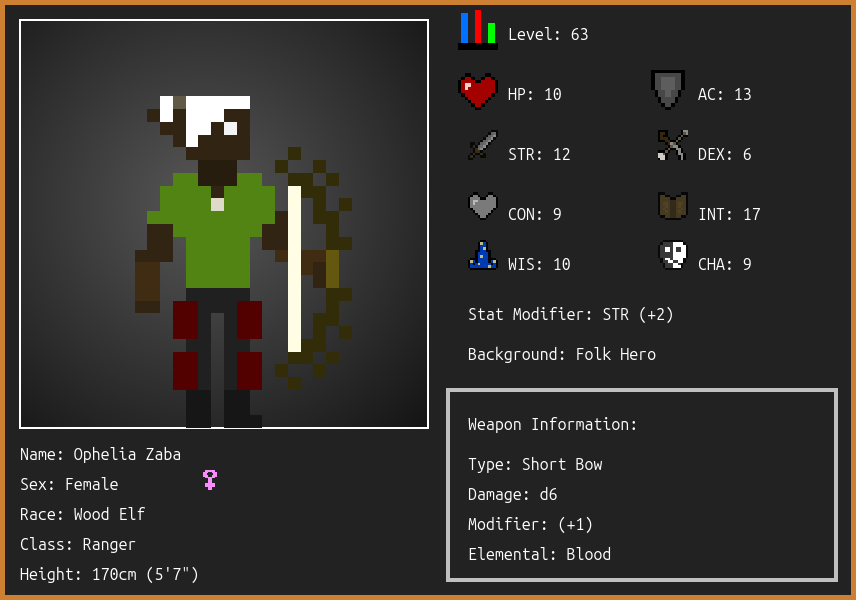 Level: 63
HP: 10
AC: 13
STR: 12
DEX: 6
CON: 9
INT: 17
WIS: 10
CHA: 9
Stat Modifier: STR (+2)
Background: Folk Hero
Weapon Information:
Type: Short Bow
Damage: d6
Modifier: (+1)
Elemental: Blood
Name: Ophelia Zaba
Sex: Female
Race: Wood Elf
Class: Ranger
Height: 170cm (5'7")